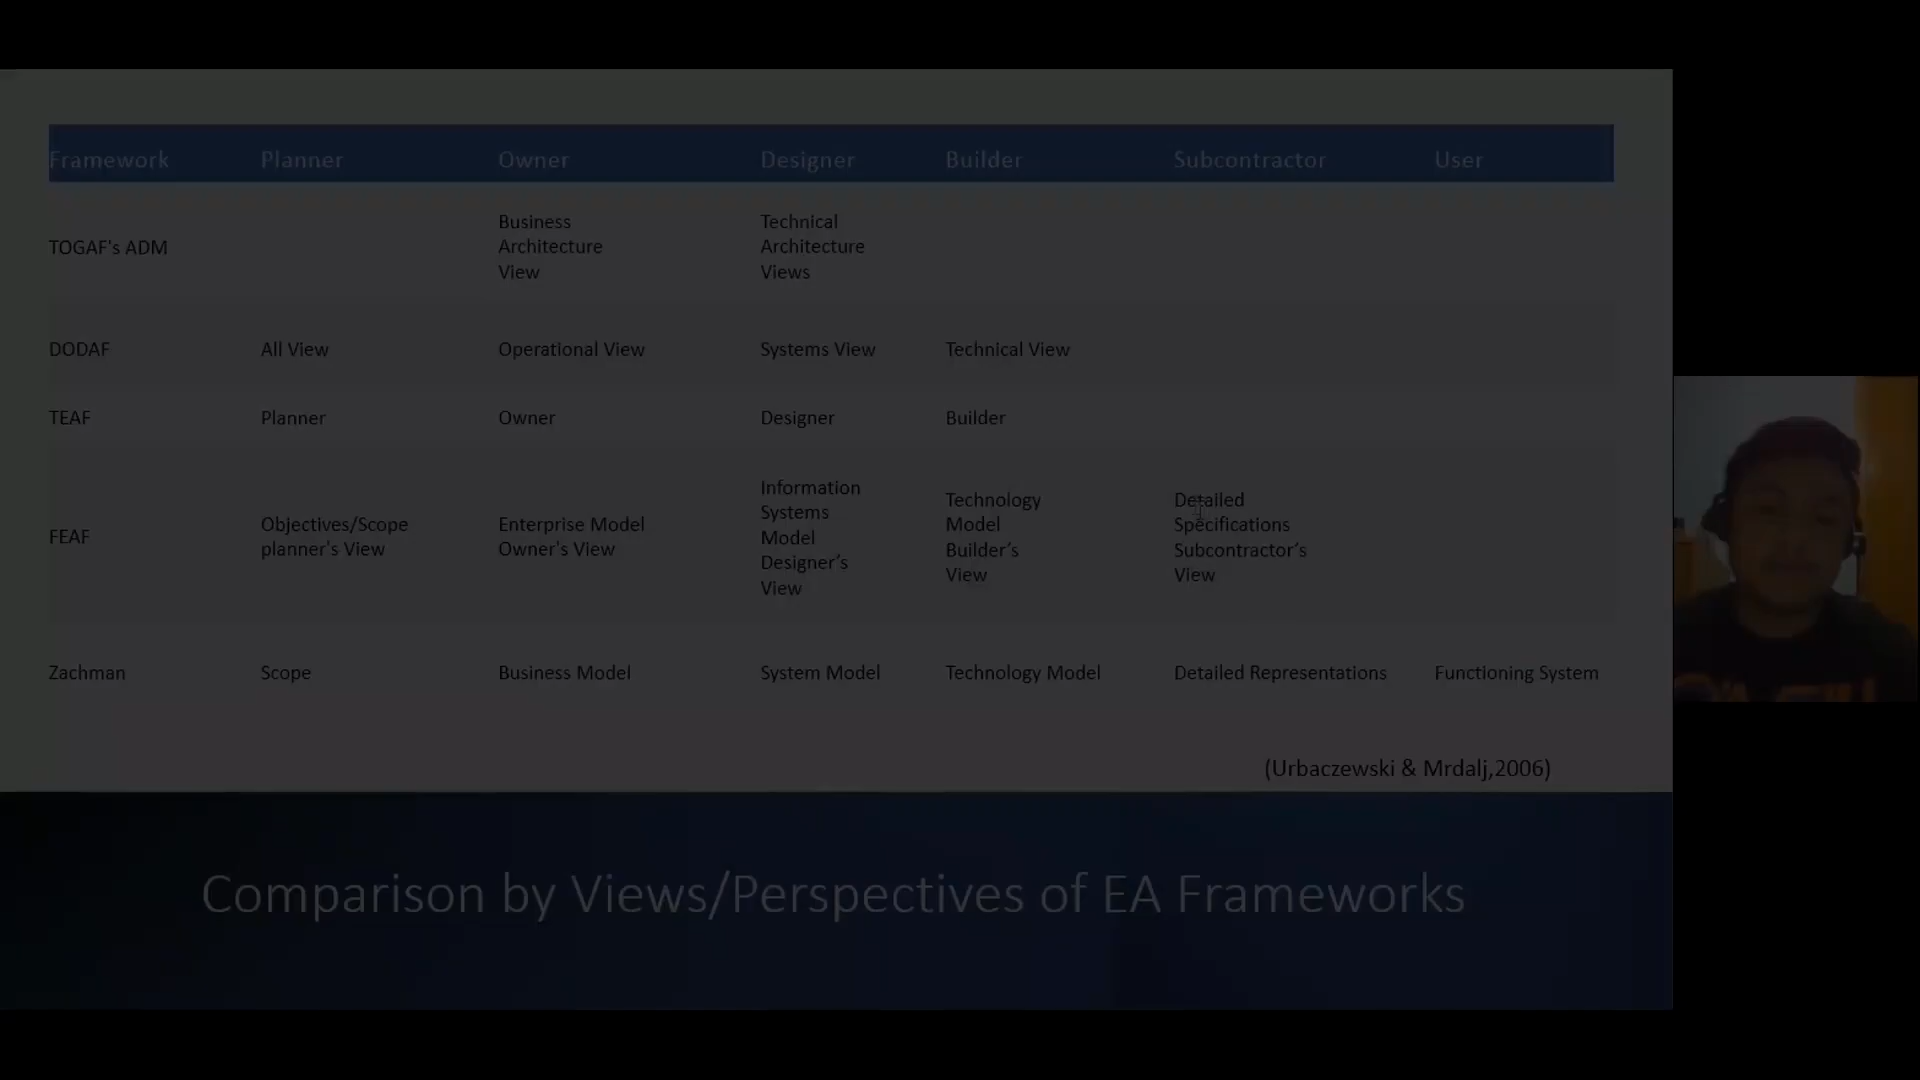 Framework Planner Owner Designer Builder Subcontractor User
TOGAF's ADM
Business
Architecture
View
Technical
Architecture
Views
DODAF All View Operational View Systems View Technical View
TEAF Planner Owner Designer Builder
FEAF
Objectives/Scope
planner's View
Enterprise Model
Owner's View
Information
Systems
Model
Designer's
View
Technology
Model
Builder's
View
Detailed
Specifications
Subcontractor's
View
Zachman Scope Business Model System Model Technology Model Detailed Representations Functioning System
(Urbaczewski & Mrdalj,2006)
Comparison by Views/Perspectives of EA Frameworks